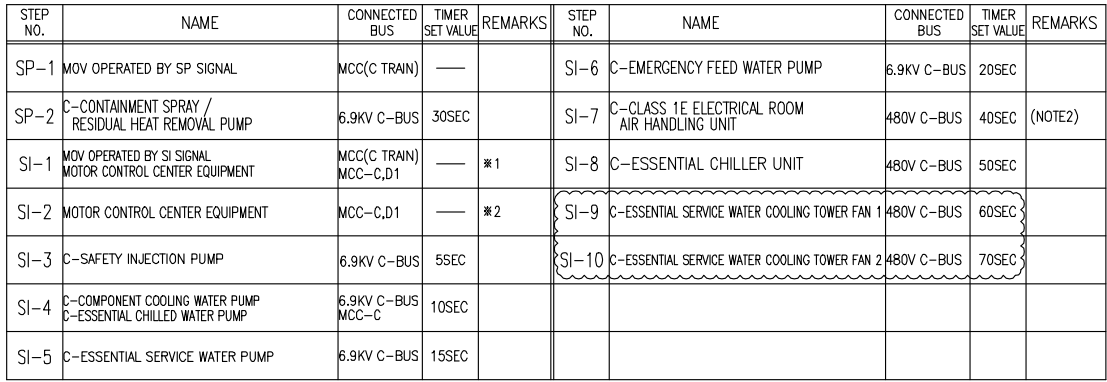 STEP NO. NAME CONNECTED BUS TIMER SET VALUE REMARKS
SP-1 MOV OPERATED BY SP SIGNAL MCC(C TRAIN) —
SP-2 C-CONTAINMENT SPRAY / RESIDUAL HEAT REMOVAL PUMP 6.9KV C-BUS 30SEC
SI-1 MOV OPERATED BY SI SIGNAL MOTOR CONTROL CENTER EQUIPMENT MCC(C TRAIN) MCC-C,D1 — ※1
SI-2 MOTOR CONTROL CENTER EQUIPMENT MCC-C,D1 — ※2
SI-3 C-SAFETY INJECTION PUMP 6.9KV C-BUS 5SEC
SI-4 C-COMPONENT COOLING WATER PUMP C-ESSENTIAL CHILLED WATER PUMP 6.9KV C-BUS MCC-C 10SEC
SI-5 C-ESSENTIAL SERVICE WATER PUMP 6.9KV C-BUS 15SEC
STEP NO. NAME CONNECTED BUS TIMER SET VALUE REMARKS
SI-6 C-EMERGENCY FEED WATER PUMP 6.9KV C-BUS 20SEC
SI-7 C-CLASS 1E ELECTRICAL ROOM AIR HANDLING UNIT 480V C-BUS 40SEC (NOTE2)
SI-8 C-ESSENTIAL CHILLER UNIT 480V C-BUS 50SEC
SI-9 C-ESSENTIAL SERVICE WATER COOLING TOWER FAN 1 480V C-BUS 60SEC
SI-10 C-ESSENTIAL SERVICE WATER COOLING TOWER FAN 2 480V C-BUS 70SEC